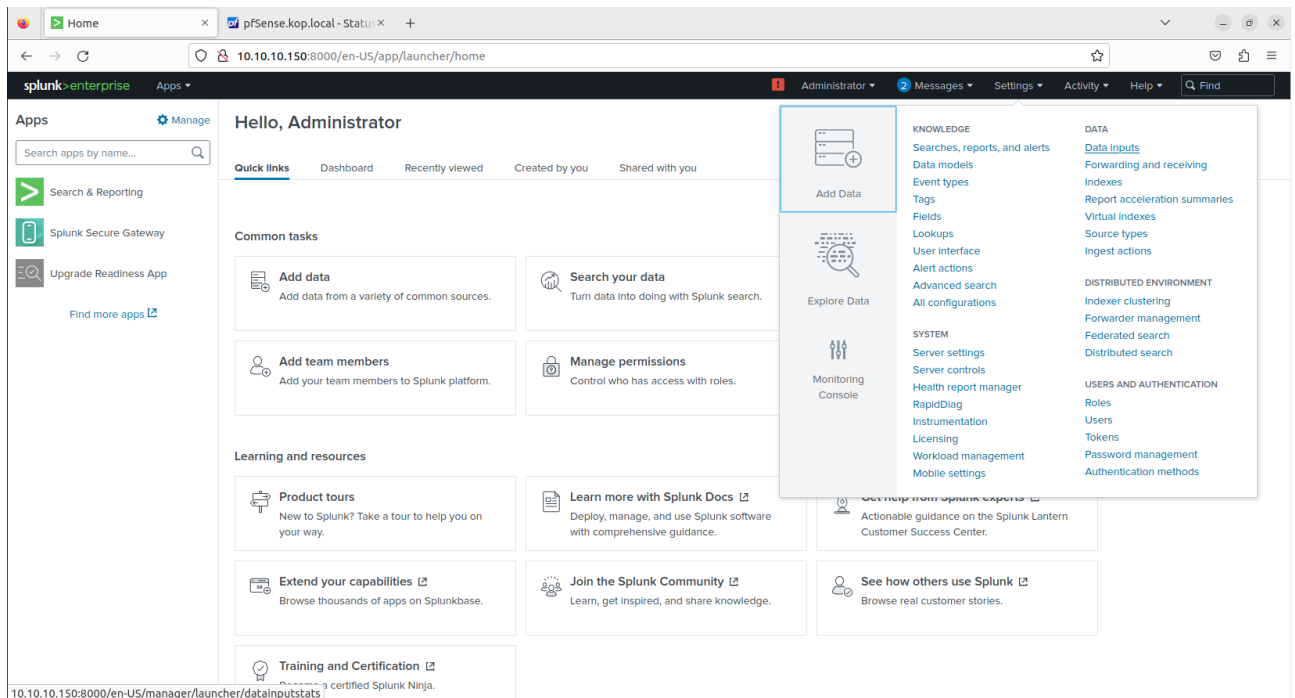 Home
pfSense.kop.local - Status
10.10.10.150:8000/en-US/app/launcher/home
splunk>enterprise Apps
! Administrator 2 Messages Settings Activity Help Find
Apps Manage
Search apps by name...
Search & Reporting
Splunk Secure Gateway
Upgrade Readiness App
Find more apps
Hello, Administrator
Quick links Dashboard Recently viewed Created by you Shared with you
Common tasks
Add data
Add data from a variety of common sources.
Search your data
Turn data into doing with Splunk search.
Add team members
Add your team members to Splunk platform.
Manage permissions
Control who has access with roles.
Learning and resources
Product tours
New to Splunk? Take a tour to help you on
your way.
Learn more with Splunk Docs
Deploy, manage, and use Splunk software
with comprehensive guidance.
Get help from Splunk experts
Actionable guidance on the Splunk Lantern
Customer Success Center.
Extend your capabilities
Browse thousands of apps on Splunkbase.
Join the Splunk Community
Learn, get inspired, and share knowledge.
See how others use Splunk
Browse real customer stories.
Training and Certification
Become a certified Splunk Ninja.
Add Data
Explore Data
Monitoring
Console
KNOWLEDGE
Searches, reports, and alerts
Data models
Event types
Tags
Fields
Lookups
User interface
Alert actions
Advanced search
All configurations
SYSTEM
Server settings
Server controls
Health report manager
RapidDiag
Instrumentation
Licensing
Workload management
Mobile settings
DATA
Data inputs
Forwarding and receiving
Indexes
Report acceleration summaries
Virtual indexes
Source types
Ingest actions
DISTRIBUTED ENVIRONMENT
Indexer clustering
Forwarder management
Federated search
Distributed search
USERS AND AUTHENTICATION
Roles
Users
Tokens
Password management
Authentication methods
10.10.10.150:8000/en-US/manager/launcher/datainputstats